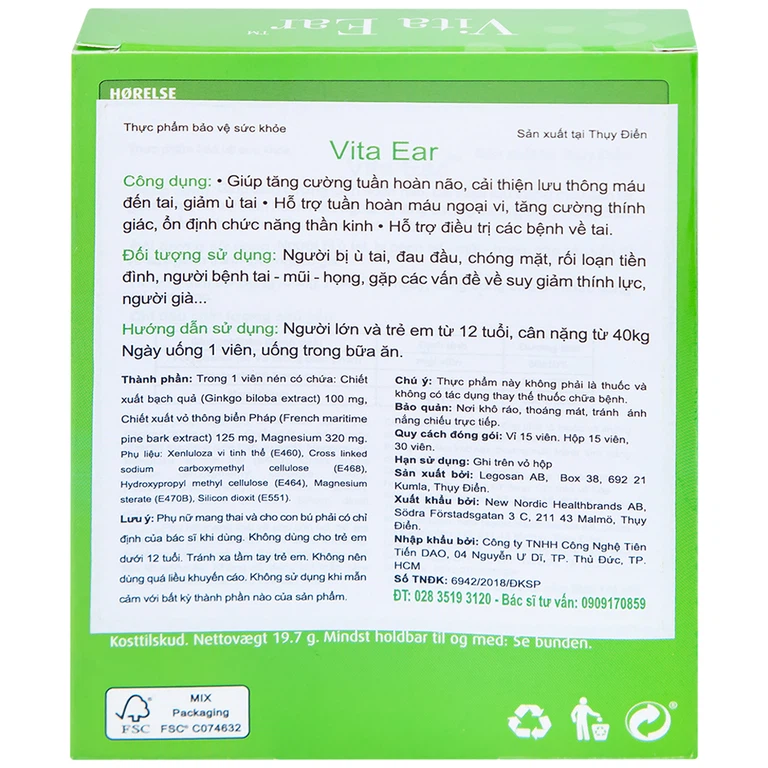 Vita Ear™
HØRELSE
Thực phẩm bảo vệ sức khỏe
Sản xuất tại Thụy Điển
Vita Ear
Công dụng: • Giúp tăng cường tuần hoàn não, cải thiện lưu thông máu
đến tai, giảm ù tai • Hỗ trợ tuần hoàn máu ngoại vi, tăng cường thính
giác, ổn định chức năng thần kinh • Hỗ trợ điều trị các bệnh về tai.
Đối tượng sử dụng: Người bị ù tai, đau đầu, chóng mặt, rối loạn tiền
đình, người bệnh tai - mũi - họng, gặp các vấn đề về suy giảm thính lực,
người già...
Hướng dẫn sử dụng: Người lớn và trẻ em từ 12 tuổi, cân nặng từ 40kg
Ngày uống 1 viên, uống trong bữa ăn.
Thành phần: Trong 1 viên nén có chứa: Chiết
xuất bạch quả (Ginkgo biloba extract) 100 mg,
Chiết xuất vỏ thông biển Pháp (French maritime
pine bark extract) 125 mg, Magnesium 320 mg.
Phụ liệu: Xenluloza vi tinh thể (E460), Cross linked
sodium carboxymethyl cellulose (E468),
Hydroxypropyl methyl cellulose (E464), Magnesium
sterate (E470B), Silicon dioxit (E551).
Lưu ý: Phụ nữ mang thai và cho con bú phải có chỉ
định của bác sĩ khi dùng. Không dùng cho trẻ em
dưới 12 tuổi. Tránh xa tầm tay trẻ em. Không nên
dùng quá liều khuyến cáo. Không sử dụng khi mẫn
cảm với bất kỳ thành phần nào của sản phẩm.
Chú ý: Thực phẩm này không phải là thuốc và
không có tác dụng thay thế thuốc chữa bệnh.
Bảo quản: Nơi khô ráo, thoáng mát, tránh ánh
nắng chiếu trực tiếp.
Quy cách đóng gói: Vỉ 15 viên. Hộp 15 viên,
30 viên.
Hạn sử dụng: Ghi trên vỏ hộp
Sản xuất bởi: Legosan AB, Box 38, 692 21
Kumla, Thụy Điển.
Xuất khẩu bởi: New Nordic Healthbrands AB,
Södra Förstadsgatan 3 C, 211 43 Malmö, Thụy
Điển.
Nhập khẩu bởi: Công ty TNHH Công Nghệ Tiên
Tiến DAO, 04 Nguyễn Ư Dĩ, TP. Thủ Đức, TP.
HCM
Số TNĐK: 6942/2018/ĐKSP
ĐT: 028 3519 3120 - Bác sĩ tư vấn: 0909170859
Kosttilskud. Nettovægt 19.7 g. Mindst holdbar til og med: Se bunden.
MIX
Packaging
FSC® C074632
FSC